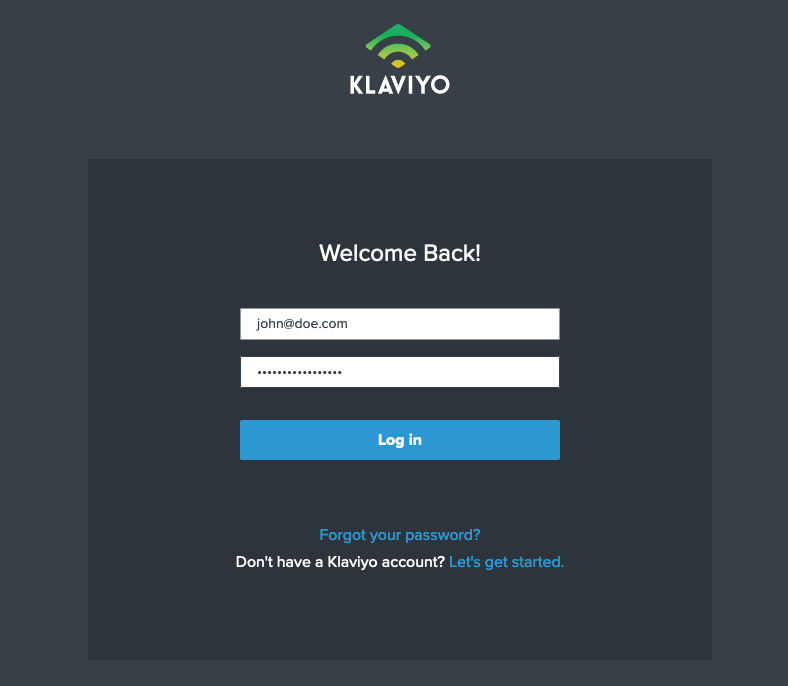 KLAVIYO
Welcome Back!
john@doe.com
•••••••••••••••••
Log in
Forgot your password?
Don't have a Klaviyo account? Let's get started.